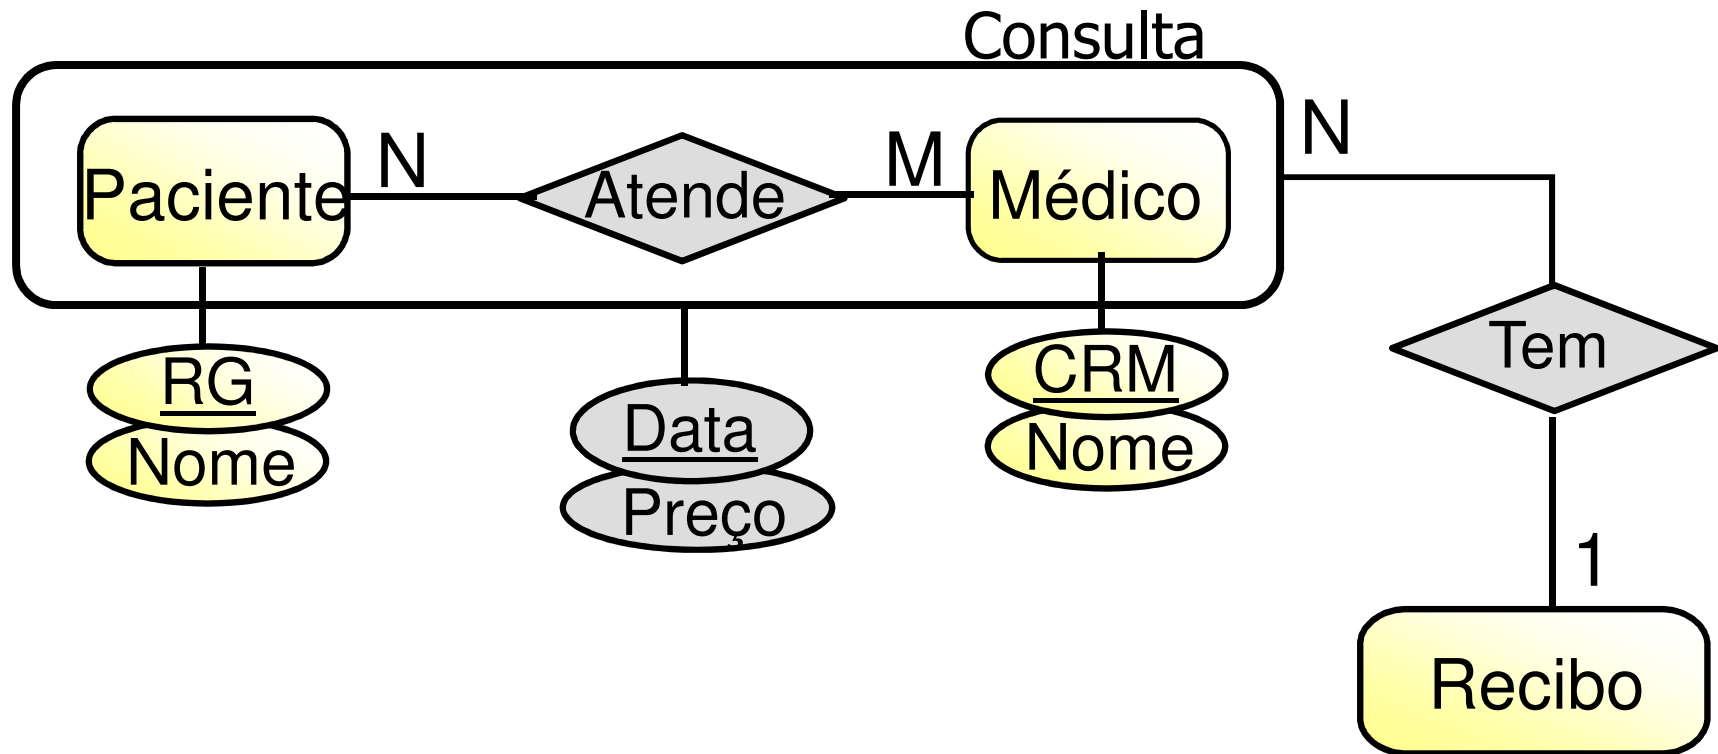 Consulta
Paciente
N
Atende
M
Médico
N
RG
Nome
Data
Preço
CRM
Nome
Tem
1
Recibo